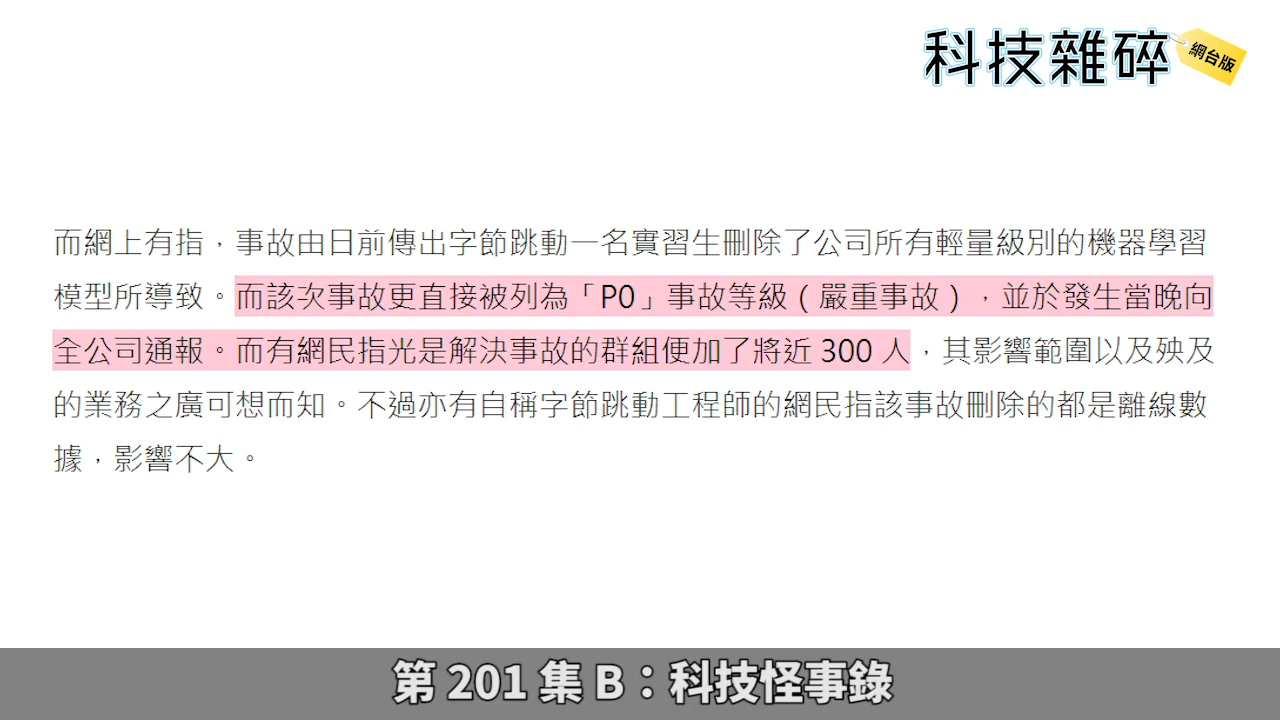 科技雜碎
網台版
而網上有指，事故由日前傳出字節跳動一名實習生刪除了公司所有輕量級別的機器學習
模型所導致。而該次事故更直接被列為「P0」事故等級（嚴重事故），並於發生當晚向
全公司通報。而有網民指光是解決事故的群組便加了將近 300 人，其影響範圍以及殃及
的業務之廣可想而知。不過亦有自稱字節跳動工程師的網民指該事故刪除的都是離線數
據，影響不大。
第 201 集 B：科技怪事錄